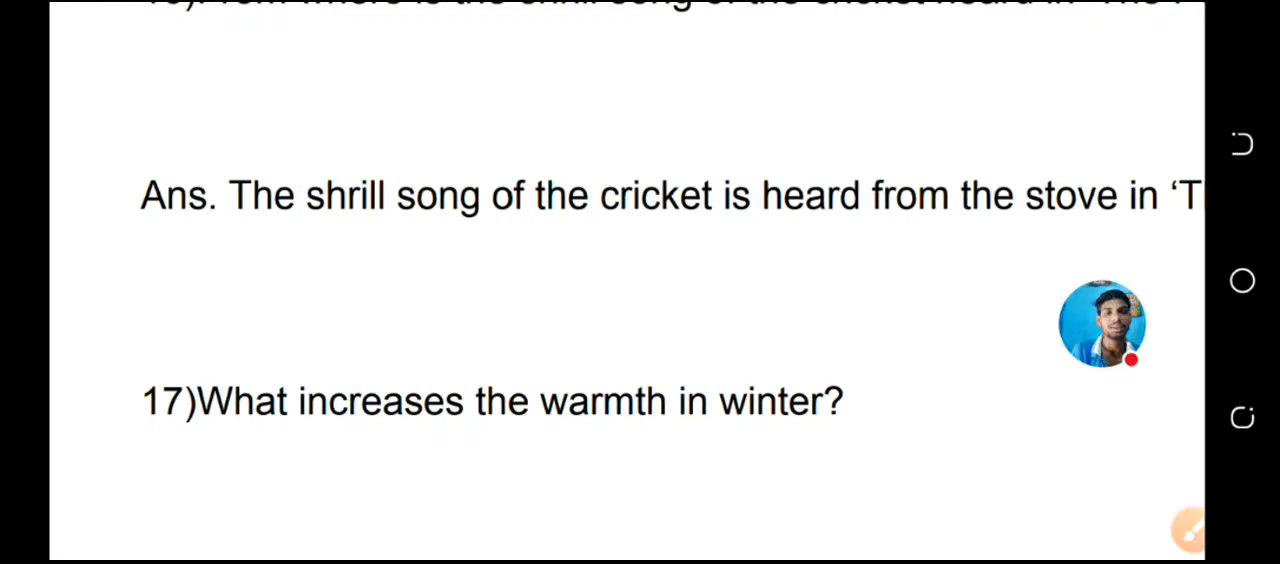 Ans. The shrill song of the cricket is heard from the stove in ‘T
17)What increases the warmth in winter?